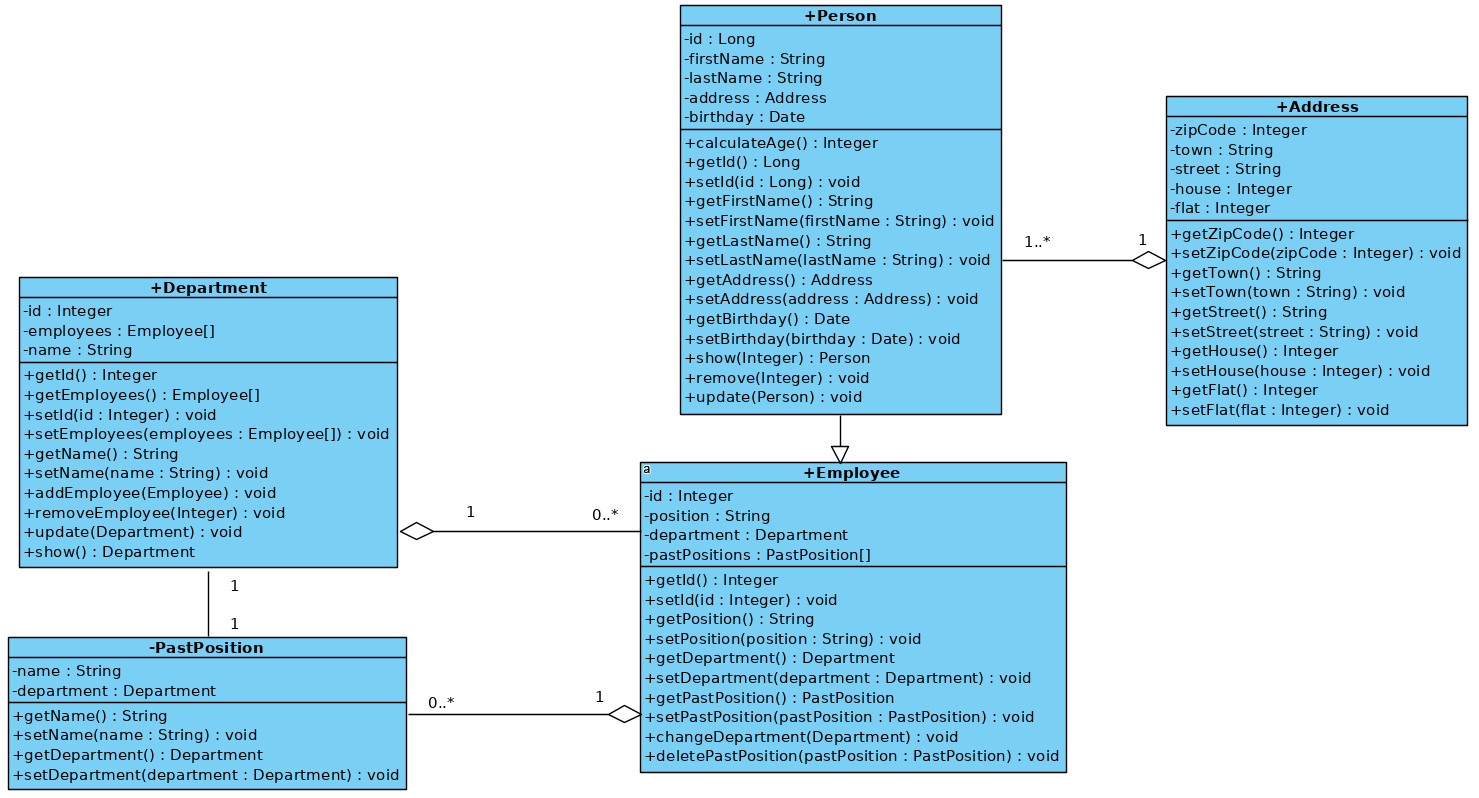 +Person
-id : Long
-firstName : String
-lastName : String
-address : Address
-birthday : Date
+calculateAge() : Integer
+getId() : Long
+setId(id : Long) : void
+getFirstName() : String
+setFirstName(firstName : String) : void
+getLastName() : String
+setLastName(lastName : String) : void
+getAddress() : Address
+setAddress(address : Address) : void
+getBirthday() : Date
+setBirthday(birthday : Date) : void
+show(Integer) : Person
+remove(Integer) : void
+update(Person) : void
1..*
1
+Address
-zipCode : Integer
-town : String
-street : String
-house : Integer
-flat : Integer
+getZipCode() : Integer
+setZipCode(zipCode : Integer) : void
+getTown() : String
+setTown(town : String) : void
+getStreet() : String
+setStreet(street : String) : void
+getHouse() : Integer
+setHouse(house : Integer) : void
+getFlat() : Integer
+setFlat(flat : Integer) : void
+Department
-id : Integer
-employees : Employee[]
-name : String
+getId() : Integer
+getEmployees() : Employee[]
+setId(id : Integer) : void
+setEmployees(employees : Employee[]) : void
+getName() : String
+setName(name : String) : void
+addEmployee(Employee) : void
+removeEmployee(Integer) : void
+update(Department) : void
+show() : Department
1
0..*
a
+Employee
-id : Integer
-position : String
-department : Department
-pastPositions : PastPosition[]
+getId() : Integer
+setId(id : Integer) : void
+getPosition() : String
+setPosition(position : String) : void
+getDepartment() : Department
+setDepartment(department : Department) : void
+getPastPosition() : PastPosition
+setPastPosition(pastPosition : PastPosition) : void
+changeDepartment(Department) : void
+deletePastPosition(pastPosition : PastPosition) : void
1
1
-PastPosition
-name : String
-department : Department
+getName() : String
+setName(name : String) : void
+getDepartment() : Department
+setDepartment(department : Department) : void
0..*
1